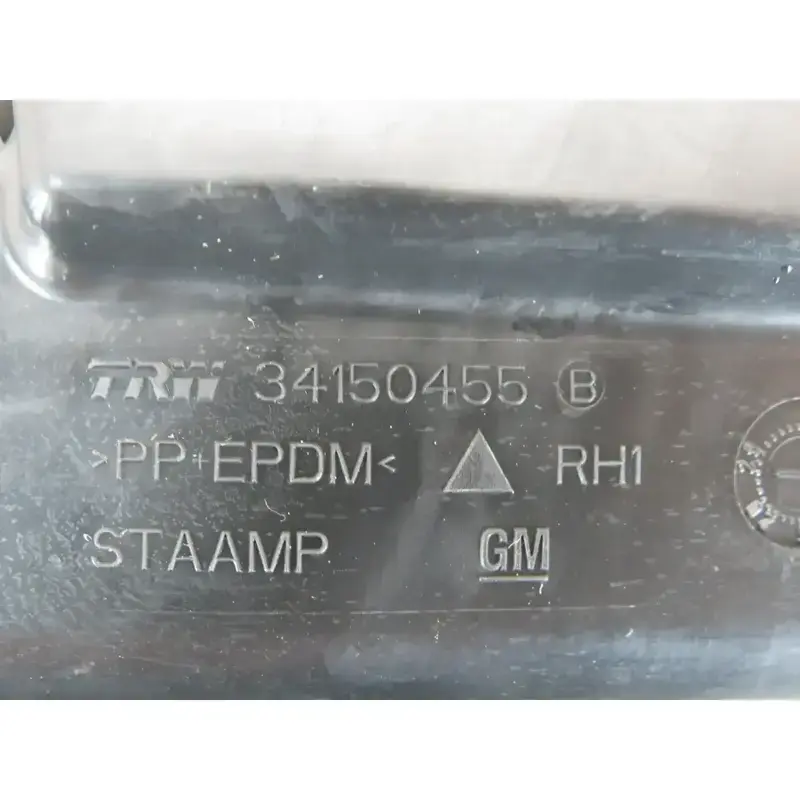 TRW 34150455 B
>PP+EPDM< RH1
STAAMP GM